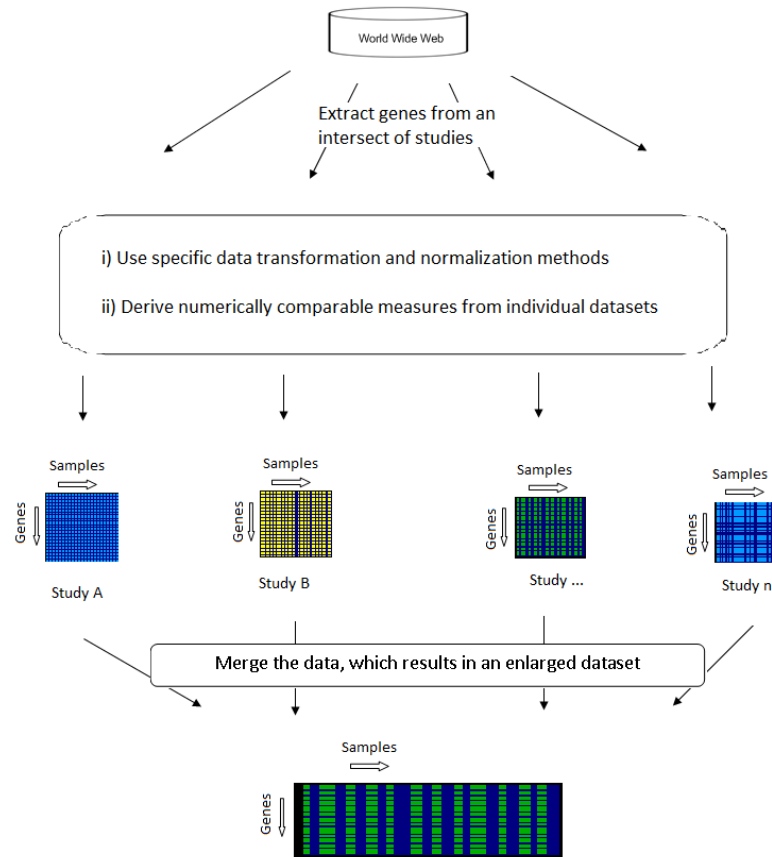 World Wide Web
Extract genes from an
intersect of studies
i) Use specific data transformation and normalization methods
ii) Derive numerically comparable measures from individual datasets
Samples
Genes
Study A
Samples
Genes
Study B
Samples
Genes
Study ...
Samples
Genes
Study n
Merge the data, which results in an enlarged dataset
Samples
Genes